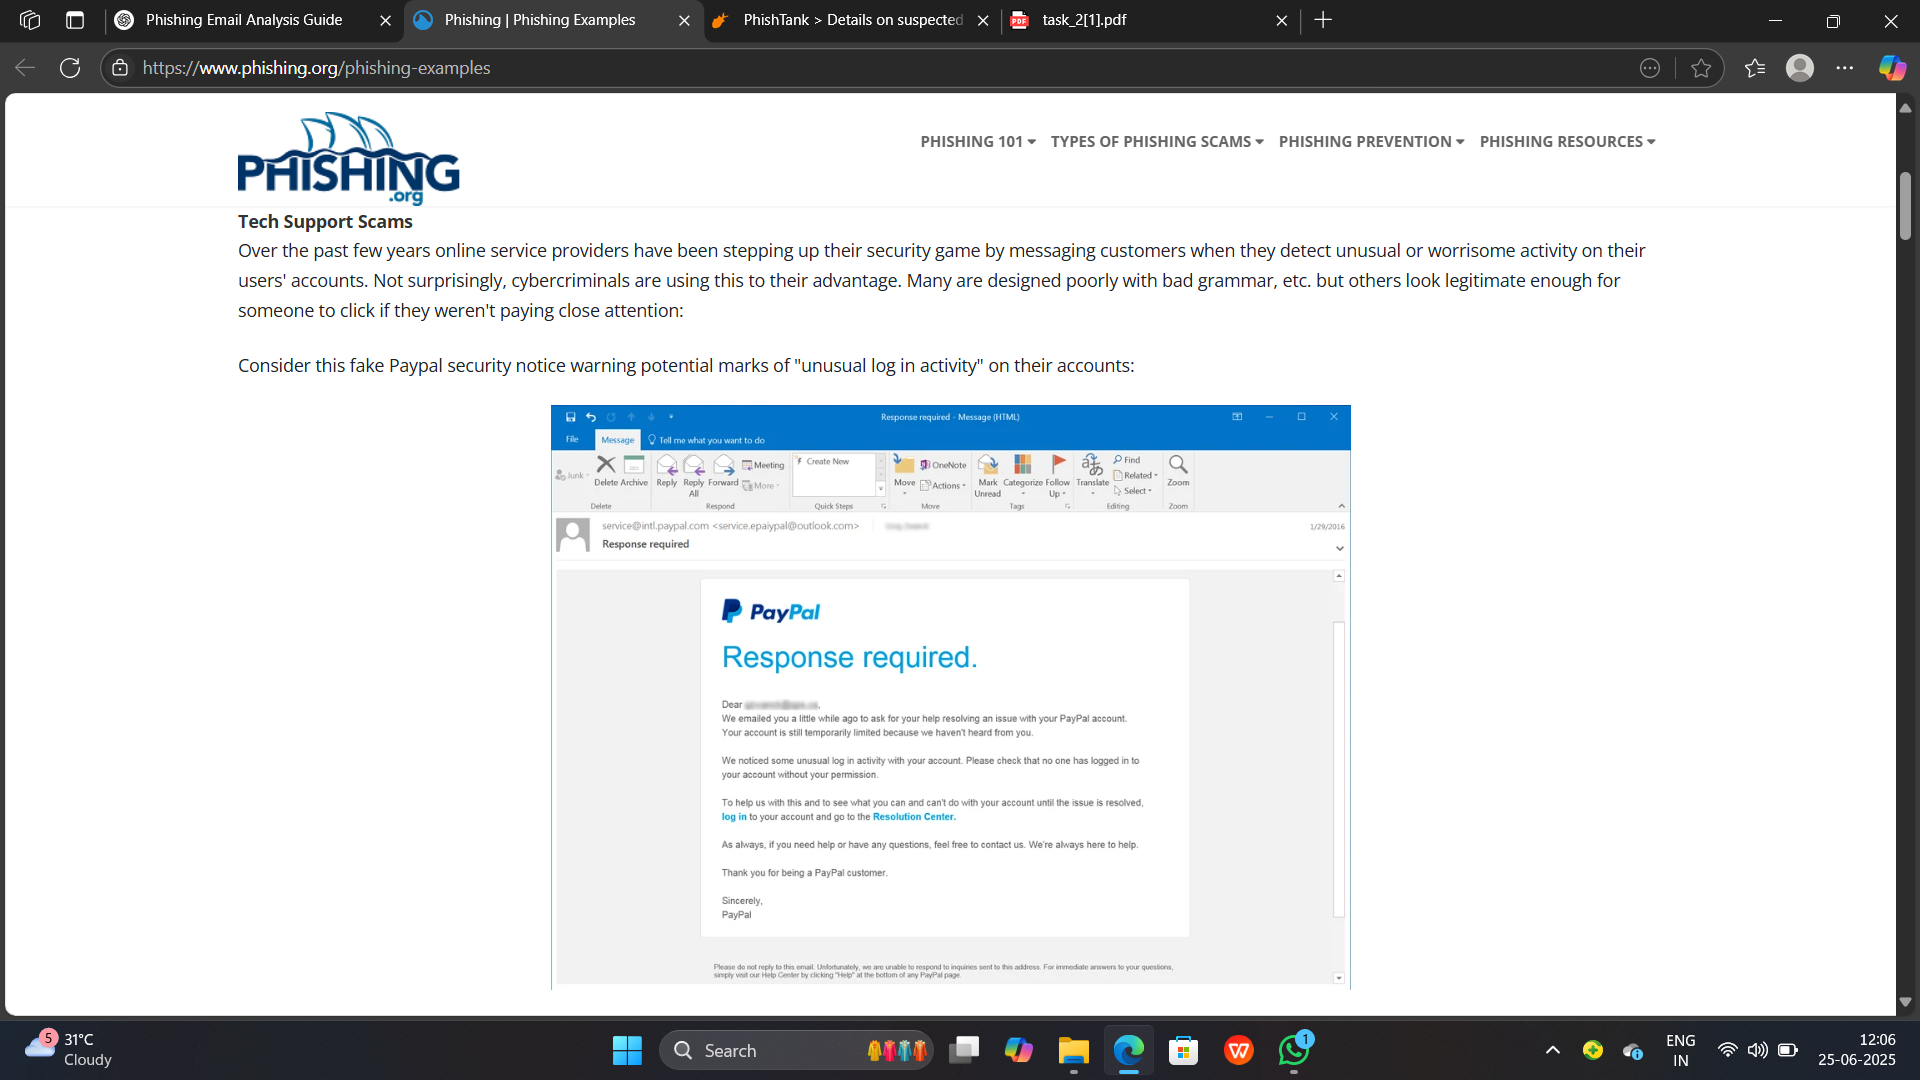 Phishing Email Analysis Guide
Phishing | Phishing Examples
PhishTank > Details on suspected
PDF
task_2[1].pdf
https://www.phishing.org/phishing-examples
PHISHING
.org
PHISHING 101
TYPES OF PHISHING SCAMS
PHISHING PREVENTION
PHISHING RESOURCES
Tech Support Scams
Over the past few years online service providers have been stepping up their security game by messaging customers when they detect unusual or worrisome activity on their
users' accounts. Not surprisingly, cybercriminals are using this to their advantage. Many are designed poorly with bad grammar, etc. but others look legitimate enough for
someone to click if they weren't paying close attention:
Consider this fake Paypal security notice warning potential marks of "unusual log in activity" on their accounts:
Response required - Message (HTML)
File
Message
Tell me what you want to do
Junk
Delete
Archive
Reply
Reply All
Forward
Meeting
More
Create New
Move
OneNote
Actions
Mark Unread
Categorize
Follow Up
Translate
Find
Related
Select
Zoom
Delete
Respond
Quick Steps
Move
Tags
Editing
Zoom
service@intl.paypal.com <service.epaiypal@outlook.com>
1/29/2016
Response required
PayPal
Response required.
Dear
We emailed you a little while ago to ask for your help resolving an issue with your PayPal account.
Your account is still temporarily limited because we haven't heard from you.
We noticed some unusual log in activity with your account. Please check that no one has logged in to
your account without your permission.
To help us with this and to see what you can and can't do with your account until the issue is resolved,
log in to your account and go to the Resolution Center.
As always, if you need help or have any questions, feel free to contact us. We're always here to help.
Thank you for being a PayPal customer.
Sincerely,
PayPal
Please do not reply to this email. Unfortunately, we are unable to respond to inquiries sent to this address. For immediate answers to your questions,
simply visit our Help Center by clicking "Help" at the bottom of any PayPal page.
5
31°C
Cloudy
Search
W
1
ENG
IN
12:06
25-06-2025